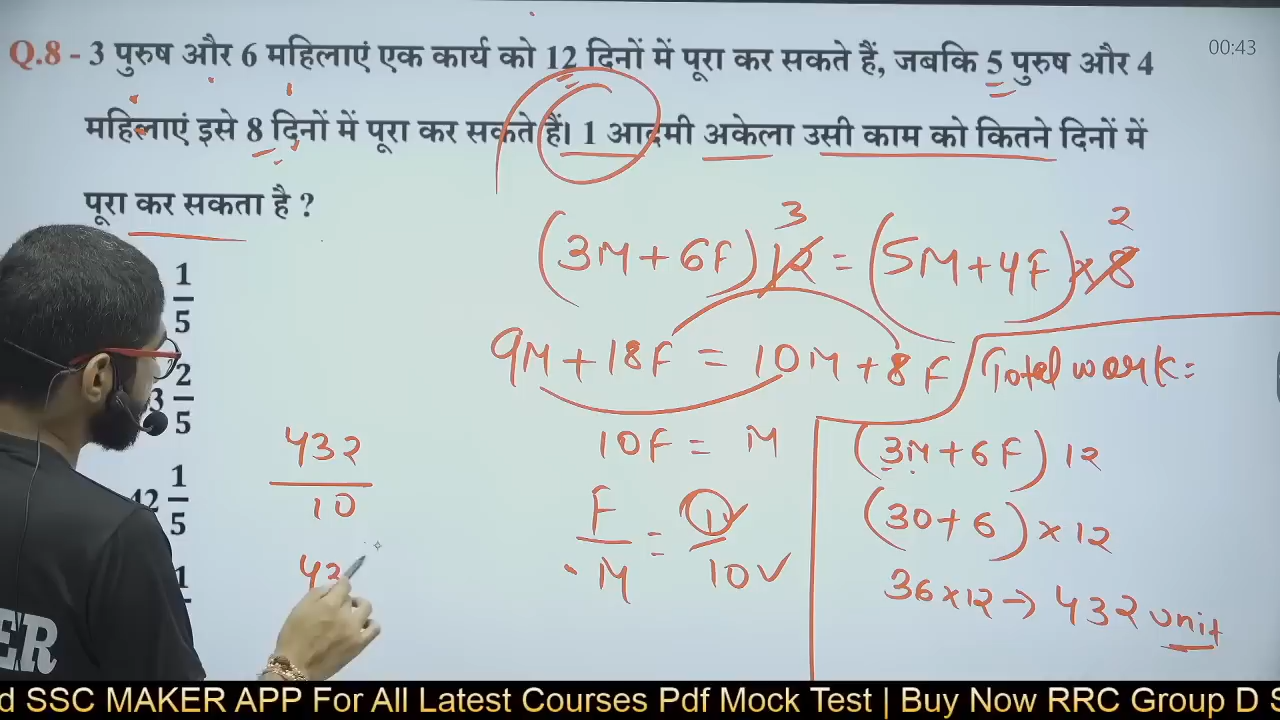 Q.8 - 3 पुरुष और 6 महिलाएं एक कार्य को 12 दिनों में पूरा कर सकते हैं, जबकि 5 पुरुष और 4
00:43
महिलाएं इसे 8 दिनों में पूरा कर सकते हैं। 1 आदमी अकेला उसी काम को कितने दिनों में
पूरा कर सकता है ?
1/5
3 2/5
42 1/5
1
432
10
43
3 2
(3M+6F) 12 = (5M+4F)×8
9M+18F = 10M+8F
10F = M
F/M = 1/10
Total work =
(3M+6F) 12
(30+6)×12
36×12→ 432 unit
ER
d SSC MAKER APP For All Latest Courses Pdf Mock Test | Buy Now RRC Group D S